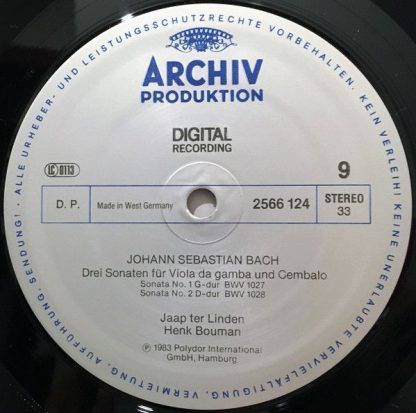 ALLE URHEBER- UND LEISTUNGSSCHUTZRECHTE VORBEHALTEN. KEIN VERLEIH! KEINE UNERLAUBTE VERVIELFÄLTIGUNG, VERMIETUNG, AUFFÜHRUNG, SENDUNG! ·
ARCHIV
PRODUKTION
DIGITAL
RECORDING
LC 0113
9
D. P.
Made in West Germany
2566 124
STEREO
33
JOHANN SEBASTIAN BACH
Drei Sonaten für Viola da gamba und Cembalo
Sonata No. 1 G-dur BWV 1027
Sonata No. 2 D-dur BWV 1028
Jaap ter Linden
Henk Bouman
℗ 1983 Polydor International
GmbH, Hamburg